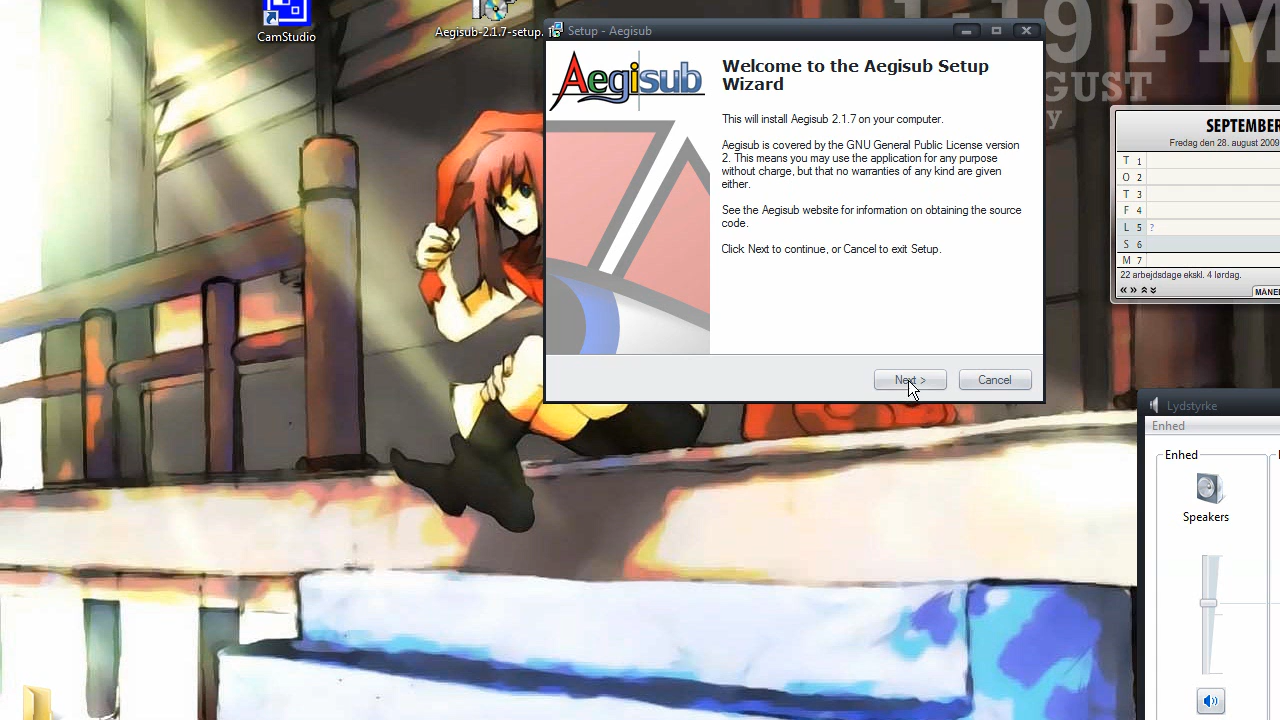 CamStudio
Aegisub-2.1.7-setup.
Setup - Aegisub
Aegisub
Welcome to the Aegisub Setup
Wizard
This will install Aegisub 2.1.7 on your computer.
Aegisub is covered by the GNU General Public License version
2. This means you may use the application for any purpose
without charge, but that no warranties of any kind are given
either.
See the Aegisub website for information on obtaining the source
code.
Click Next to continue, or Cancel to exit Setup.
Next >
Cancel
19 PM
GUST
y
SEPTEMBER
Fredag den 28. august 2009
T 1
O 2
T 3
F 4
L 5 ?
S 6
M 7
22 arbejdsdage ekskl. 4 lørdag.
« »
MÅNED
Lydstyrke
Enhed
Enhed
Speakers